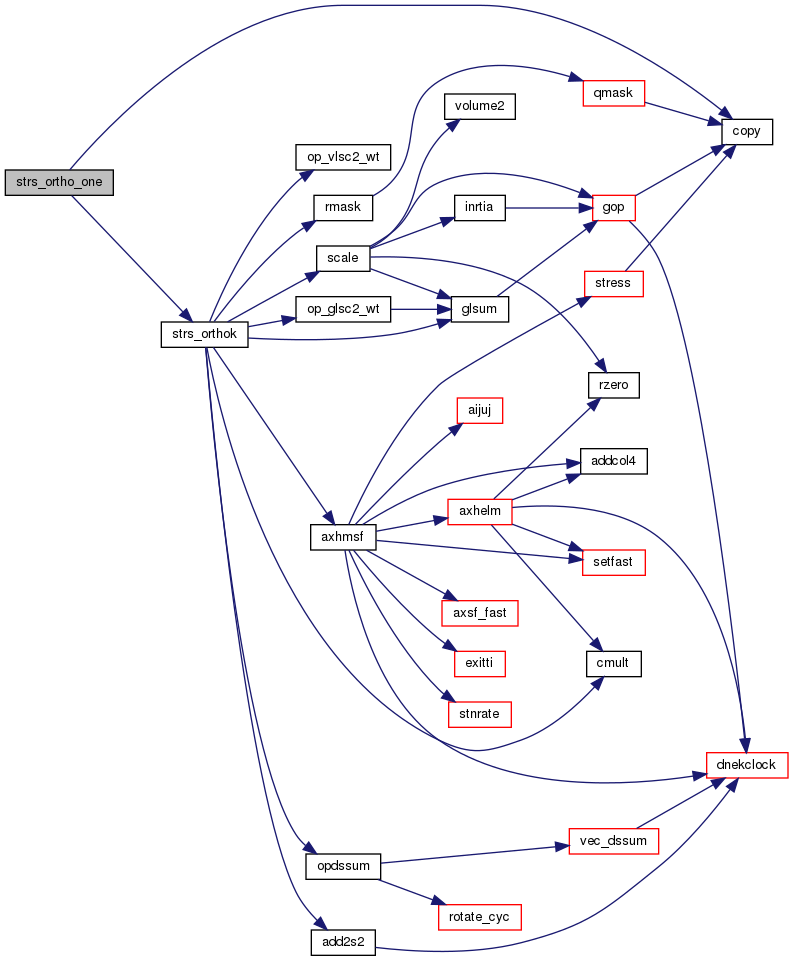 qmask
volume2
copy
op_vlsc2_wt
strs_ortho_one
rmask
inrtia
gop
scale
stress
op_glsc2_wt
glsum
strs_orthok
rzero
aijuj
addcol4
axhelm
axhmsf
setfast
axsf_fast
exitti
cmult
stnrate
dnekclock
vec_dssum
opdssum
rotate_cyc
add2s2